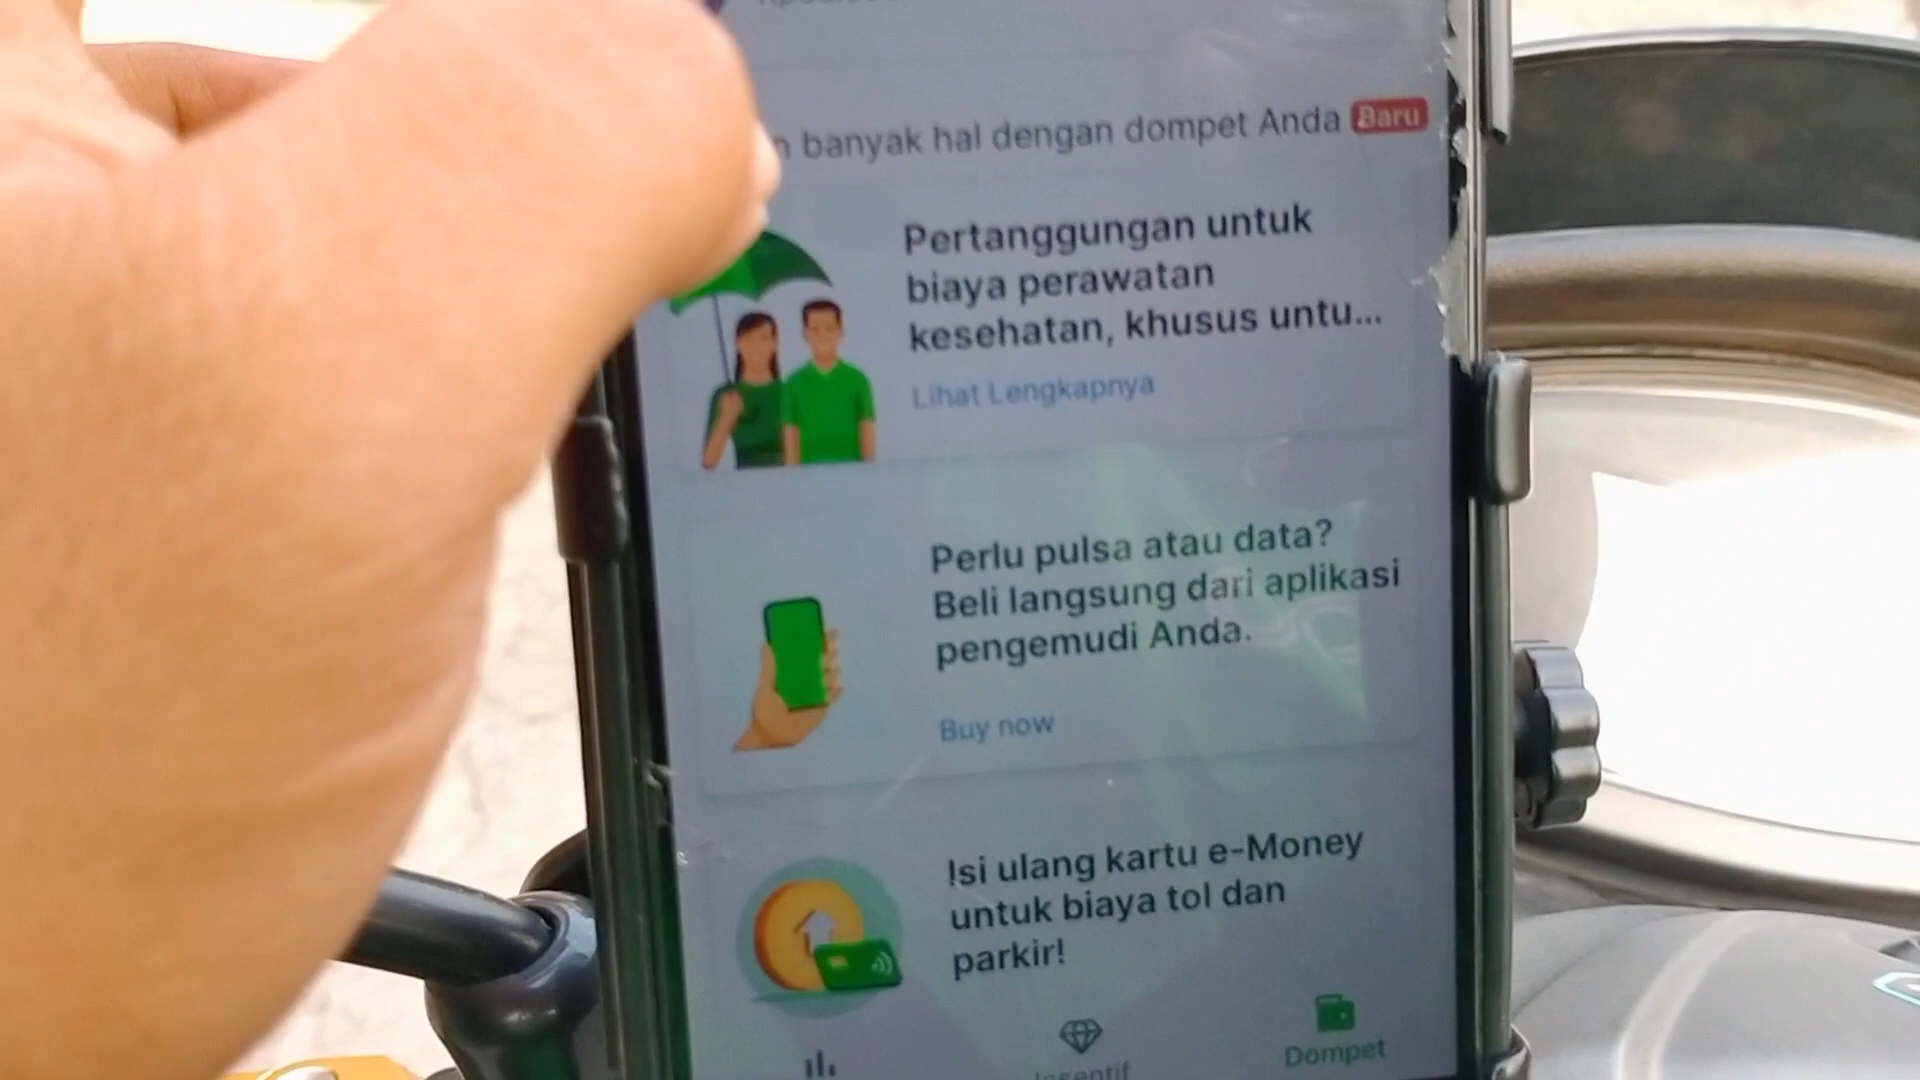 banyak hal dengan dompet Anda Baru
Pertanggungan untuk
biaya perawatan
kesehatan, khusus untu...
Lihat Lengkapnya
Perlu pulsa atau data?
Beli langsung dari aplikasi
pengemudi Anda.
Buy now
Isi ulang kartu e-Money
untuk biaya tol dan
parkir!
Insentif
Dompet